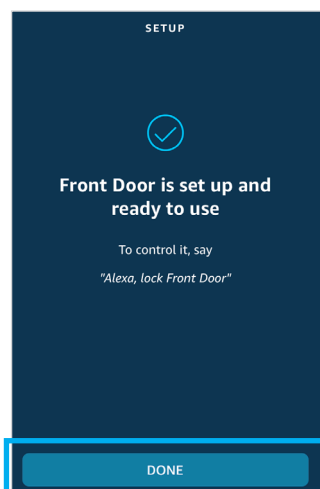 SETUP
Front Door is set up and
ready to use
To control it, say
"Alexa, lock Front Door"
DONE